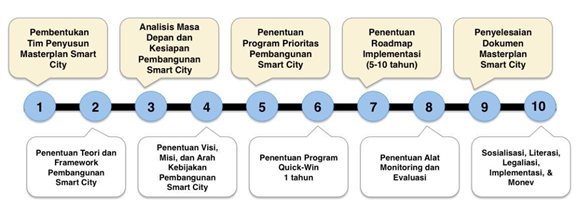 Pembentukan
Tim Penyusun
Masterplan Smart
City
Analisis Masa
Depan dan
Kesiapan
Pembangunan
Smart City
Penentuan
Program Prioritas
Pembangunan
Smart City
Penentuan
Roadmap
Implementasi
(5-10 tahun)
Penyelesaian
Dokumen
Masterplan
Smart City
1 2 3 4 5 6 7 8 9 10
Penentuan Teori dan
Framework
Pembangunan
Smart City
Penentuan Visi,
Misi, dan Arah
Kebijakan
Pembangunan
Smart City
Penentuan Program
Quick-Win
1 tahun
Penentuan Alat
Monitoring dan
Evaluasi
Sosialisasi, Literasi,
Legaliasi,
Implementasi, &
Monev